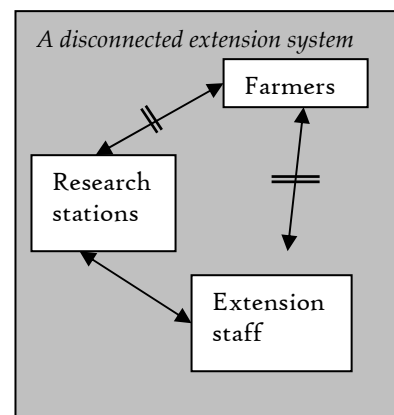 A disconnected extension system
Farmers
Research
stations
Extension
staff